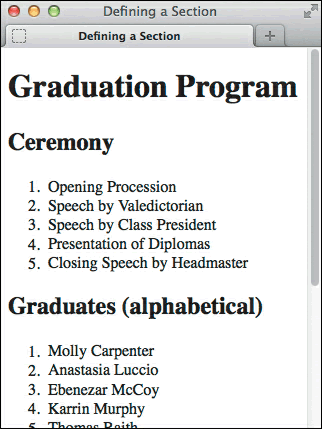 Defining a Section
Defining a Section
Graduation Program
Ceremony
1. Opening Procession
2. Speech by Valedictorian
3. Speech by Class President
4. Presentation of Diplomas
5. Closing Speech by Headmaster
Graduates (alphabetical)
1. Molly Carpenter
2. Anastasia Luccio
3. Ebenezar McCoy
4. Karrin Murphy
5. Thomas Raith